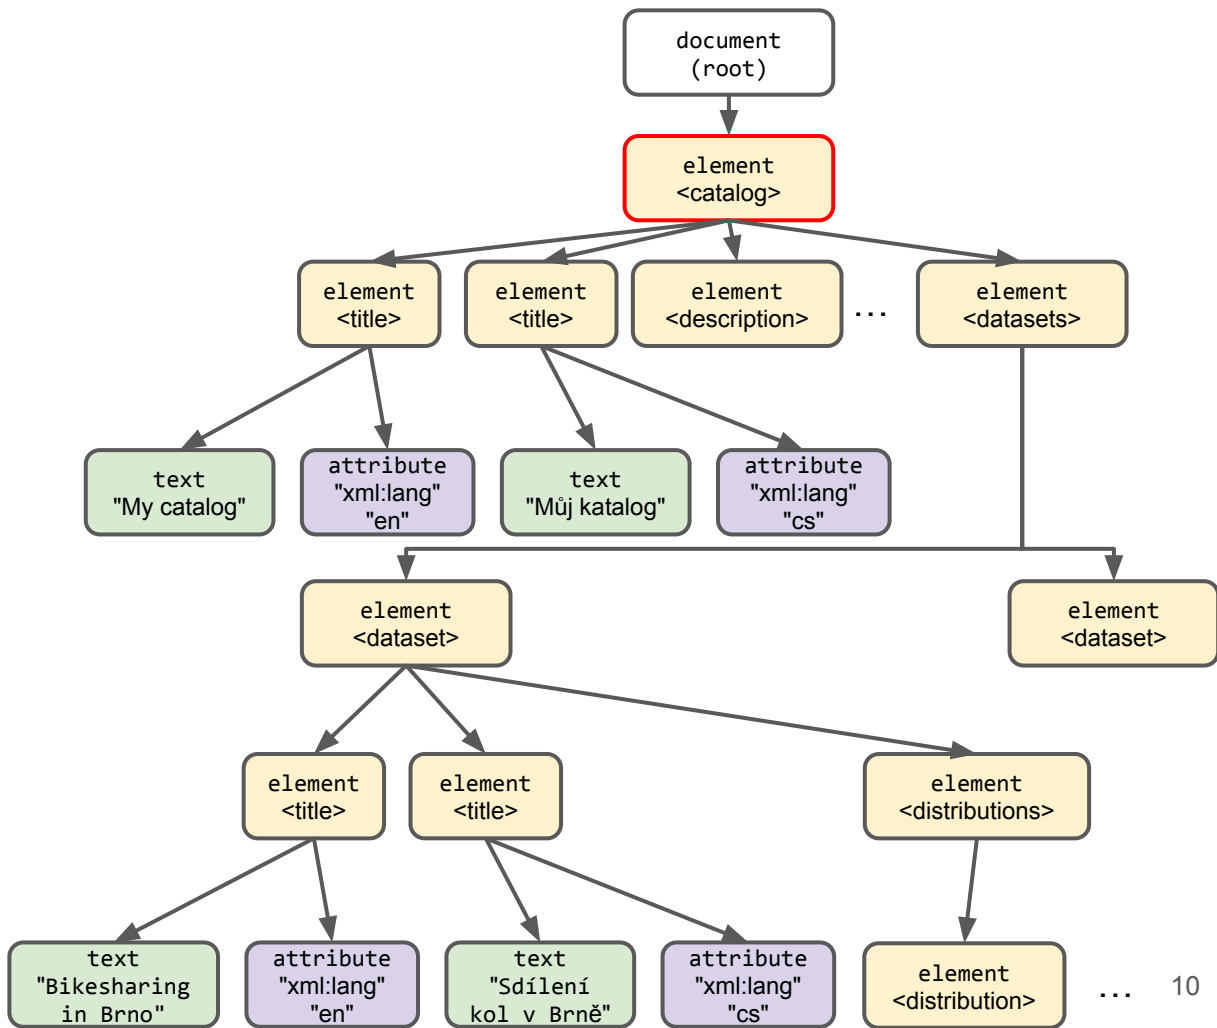 document
(root)
element
<catalog>
element
<title>
element
<title>
element
<description>
...
element
<datasets>
text
"My catalog"
attribute
"xml:lang"
"en"
text
"Můj katalog"
attribute
"xml:lang"
"cs"
element
<dataset>
element
<dataset>
element
<title>
element
<title>
element
<distributions>
text
"Bikesharing
in Brno"
attribute
"xml:lang"
"en"
text
"Sdílení
kol v Brně"
attribute
"xml:lang"
"cs"
element
<distribution>
...
10